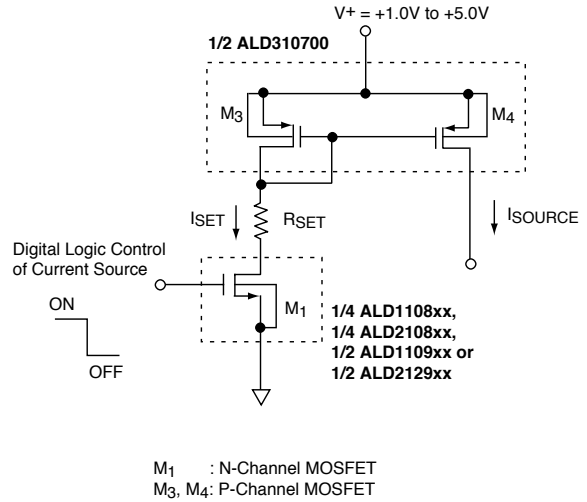 V+ = +1.0V to +5.0V
1/2 ALD310700
M3
M4
ISET
RSET
ISOURCE
Digital Logic Control
of Current Source
M1
ON
OFF
1/4 ALD1108xx,
1/4 ALD2108xx,
1/2 ALD1109xx or
1/2 ALD2129xx
M1 : N-Channel MOSFET
M3, M4: P-Channel MOSFET